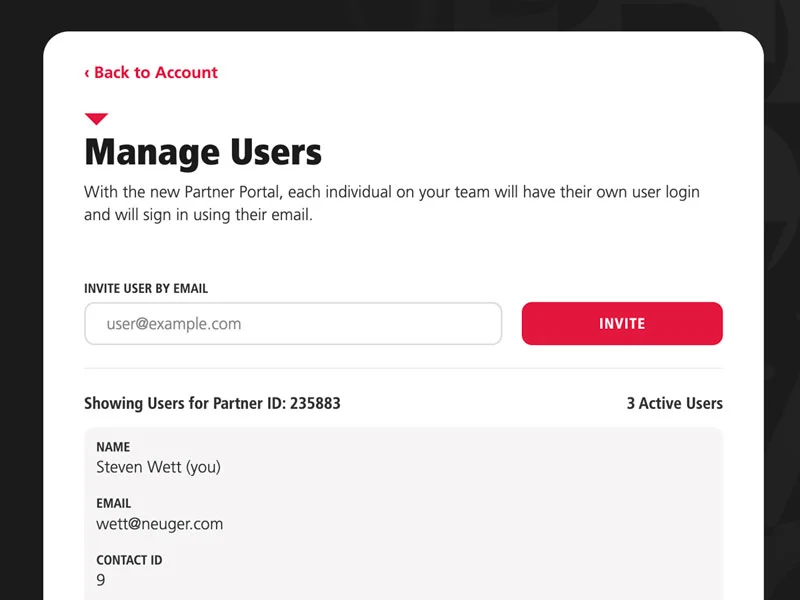 ‹ Back to Account
Manage Users
With the new Partner Portal, each individual on your team will have their own user login
and will sign in using their email.
INVITE USER BY EMAIL
user@example.com
INVITE
Showing Users for Partner ID: 235883
3 Active Users
NAME
Steven Wett (you)
EMAIL
wett@neuger.com
CONTACT ID
9